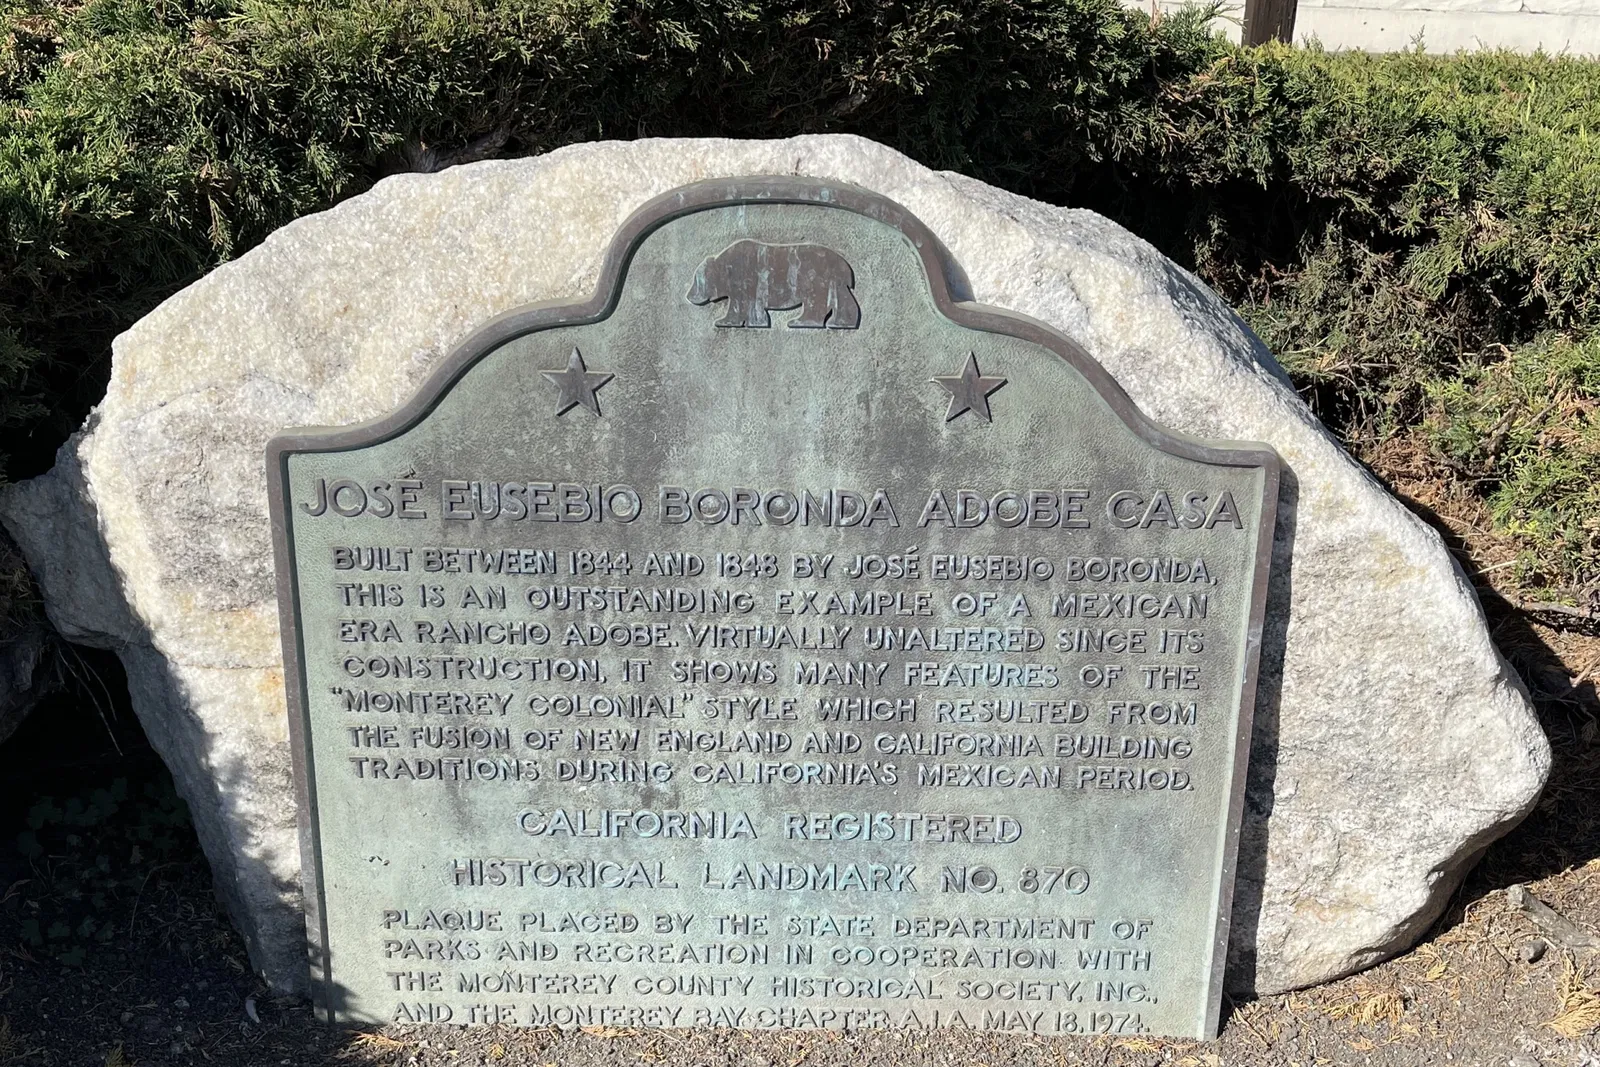 JOSÉ EUSEBIO BORONDA ADOBE CASA
BUILT BETWEEN 1844 AND 1848 BY JOSÉ EUSEBIO BORONDA,
THIS IS AN OUTSTANDING EXAMPLE OF A MEXICAN
ERA RANCHO ADOBE. VIRTUALLY UNALTERED SINCE ITS
CONSTRUCTION, IT SHOWS MANY FEATURES OF THE
"MONTEREY COLONIAL" STYLE WHICH RESULTED FROM
THE FUSION OF NEW ENGLAND AND CALIFORNIA BUILDING
TRADITIONS DURING CALIFORNIA'S MEXICAN PERIOD.
CALIFORNIA REGISTERED
HISTORICAL LANDMARK NO. 870
PLAQUE PLACED BY THE STATE DEPARTMENT OF
PARKS AND RECREATION IN COOPERATION WITH
THE MONTEREY COUNTY HISTORICAL SOCIETY, INC.,
AND THE MONTEREY BAY CHAPTER A.I.A. MAY 18, 1974.